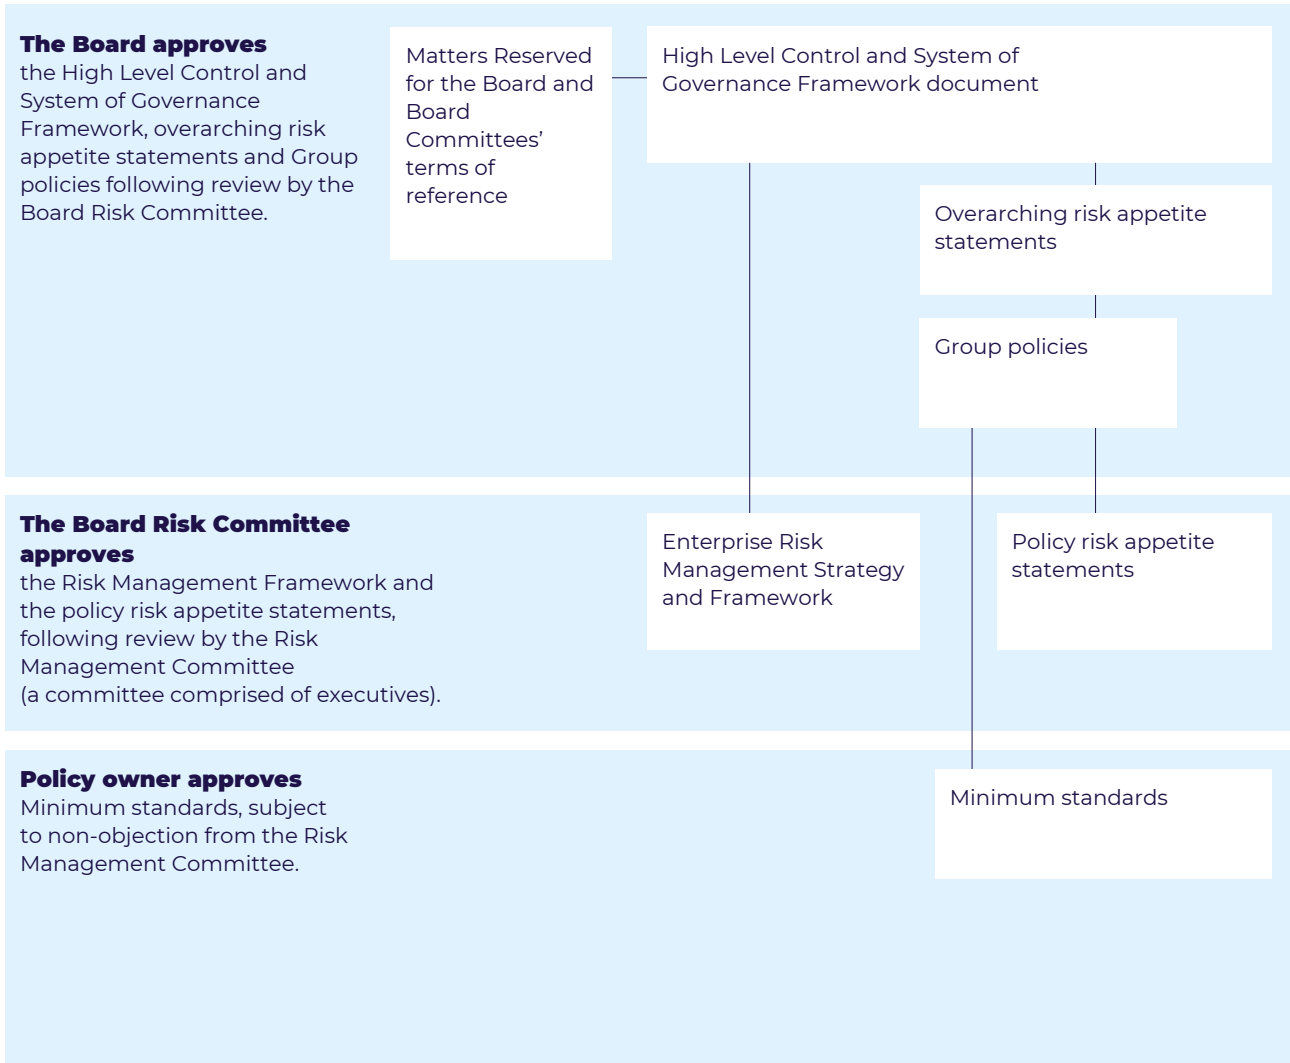 The Board approves
the High Level Control and
System of Governance
Framework, overarching risk
appetite statements and Group
policies following review by the
Board Risk Committee.
Matters Reserved
for the Board and
Board
Committees’
terms of
reference
High Level Control and System of
Governance Framework document
Overarching risk appetite
statements
Group policies
The Board Risk Committee
approves
the Risk Management Framework and
the policy risk appetite statements,
following review by the Risk
Management Committee
(a committee comprised of executives).
Enterprise Risk
Management Strategy
and Framework
Policy risk appetite
statements
Policy owner approves
Minimum standards, subject
to non-objection from the Risk
Management Committee.
Minimum standards